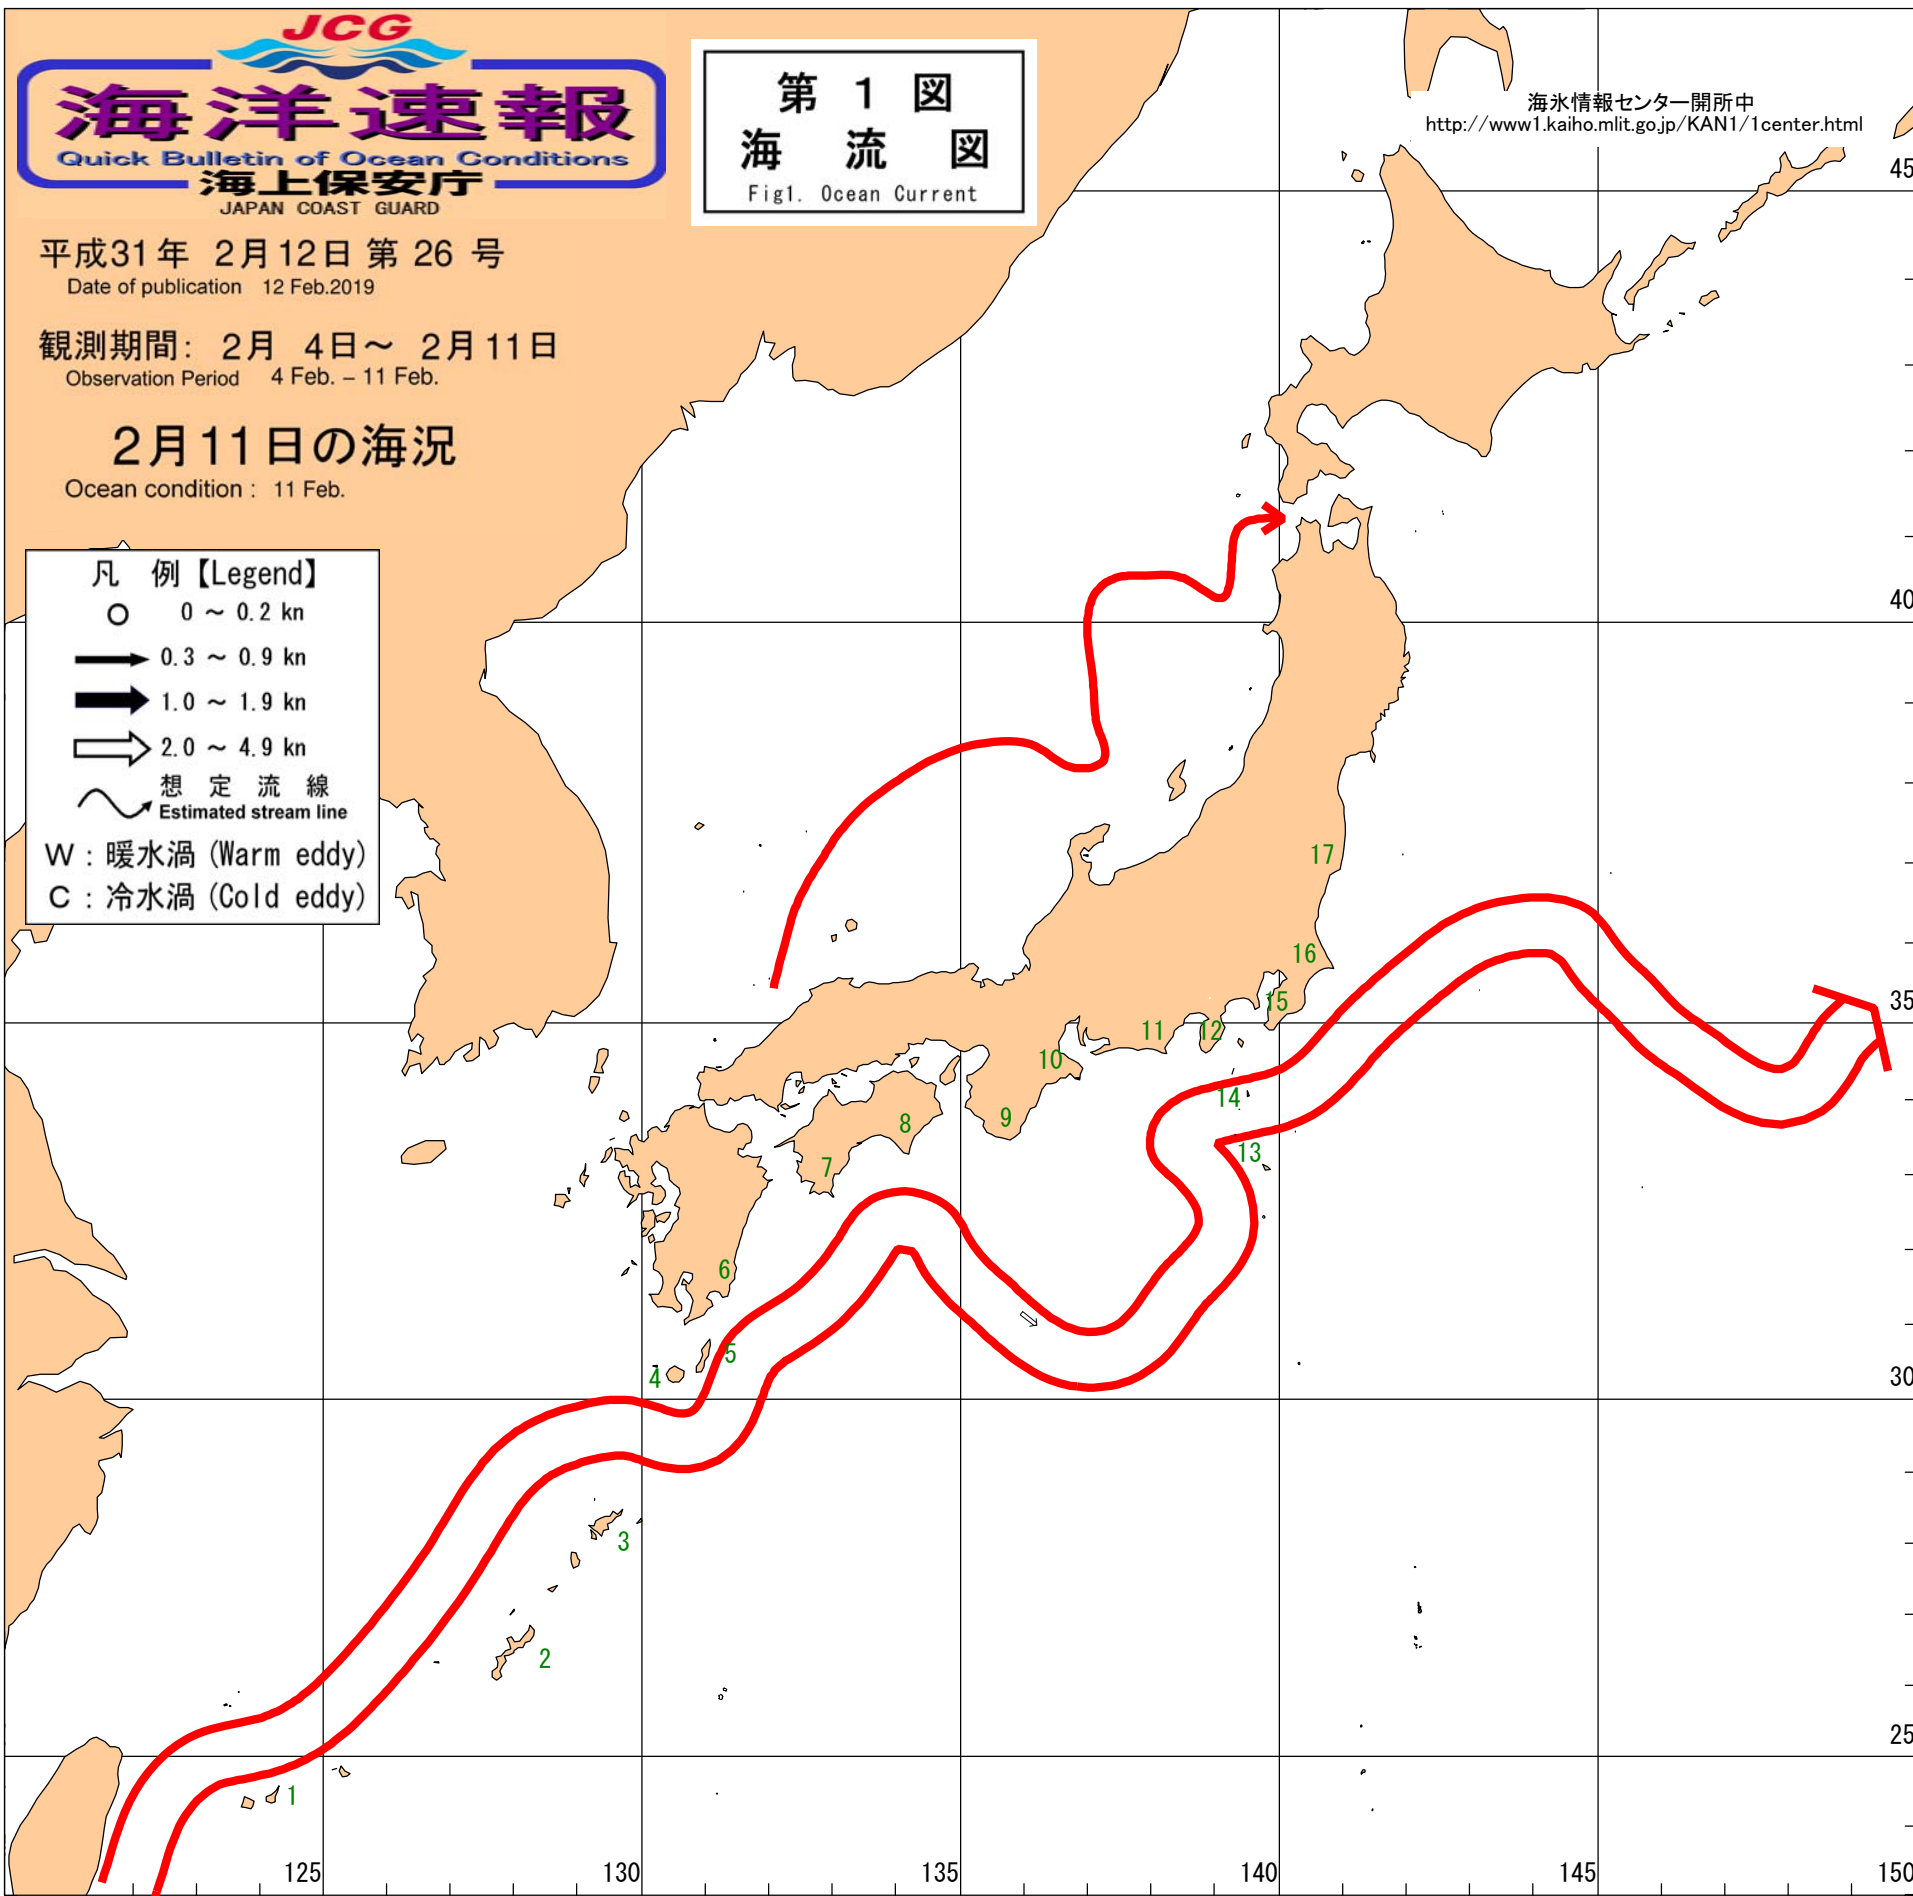 JCG
海洋速報
Quick Bulletin of Ocean Conditions
海上保安庁
JAPAN COAST GUARD
第 1 図
海 流 図
Fig1. Ocean Current
海氷情報センター開所中
http://www1.kaiho.mlit.go.jp/KAN1/1center.html
平成31年 2月12日 第 26 号
Date of publication 12 Feb.2019
観測期間: 2月 4日～ 2月11日
Observation Period 4 Feb. – 11 Feb.
2月11日の海況
Ocean condition : 11 Feb.
凡 例【Legend】
0 ～ 0.2 kn
0.3 ～ 0.9 kn
1.0 ～ 1.9 kn
2.0 ～ 4.9 kn
想 定 流 線
Estimated stream line
W : 暖水渦 (Warm eddy)
C : 冷水渦 (Cold eddy)
45
40
17
16
35
15
12
11
10
14
9
8
13
7
6
5
4
30
3
2
25
1
125
130
135
140
145
150